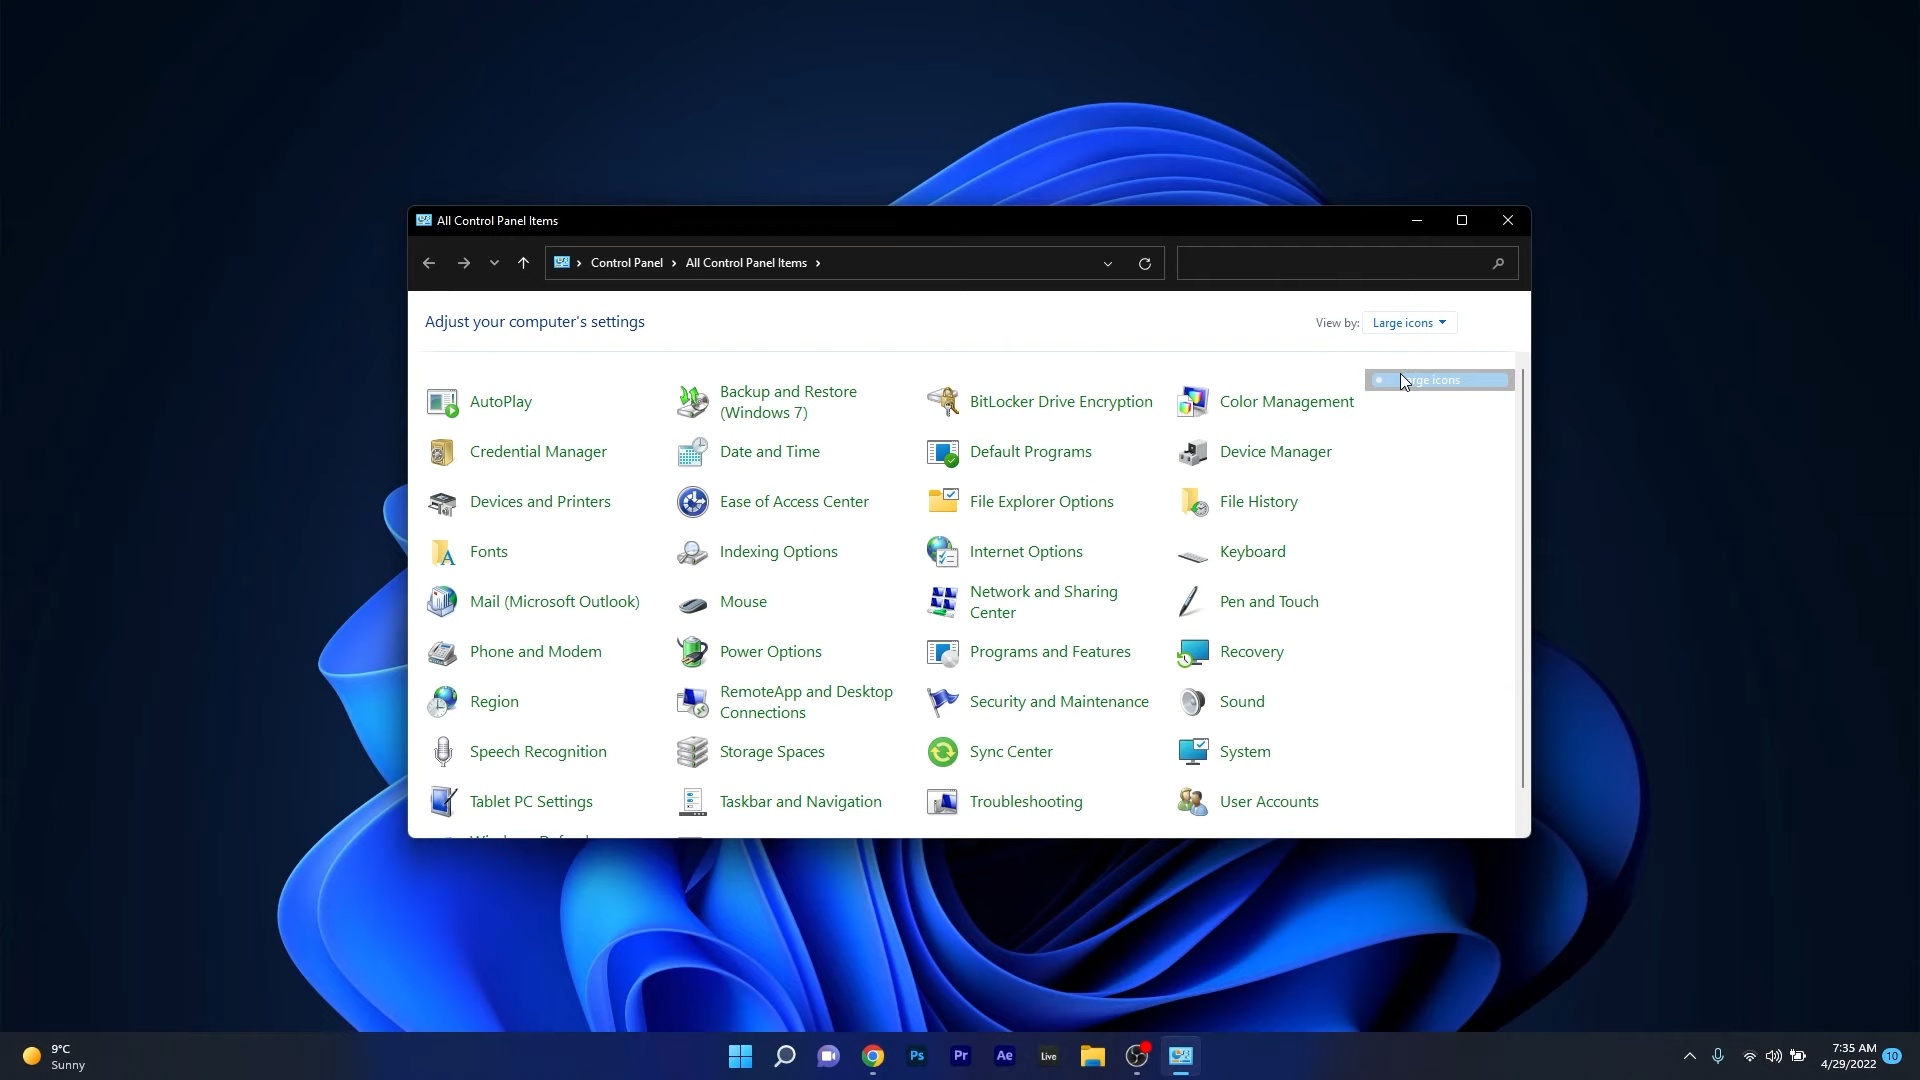 All Control Panel Items
Control Panel
All Control Panel Items
Adjust your computer's settings
View by:
Large icons
AutoPlay
Backup and Restore
(Windows 7)
BitLocker Drive Encryption
Color Management
Credential Manager
Date and Time
Default Programs
Device Manager
Devices and Printers
Ease of Access Center
File Explorer Options
File History
Fonts
Indexing Options
Internet Options
Keyboard
Mail (Microsoft Outlook)
Mouse
Network and Sharing
Center
Pen and Touch
Phone and Modem
Power Options
Programs and Features
Recovery
Region
RemoteApp and Desktop
Connections
Security and Maintenance
Sound
Speech Recognition
Storage Spaces
Sync Center
System
Tablet PC Settings
Taskbar and Navigation
Troubleshooting
User Accounts
9°C
Sunny
Ps
Pr
Ae
Live
7:35 AM
4/29/2022
10